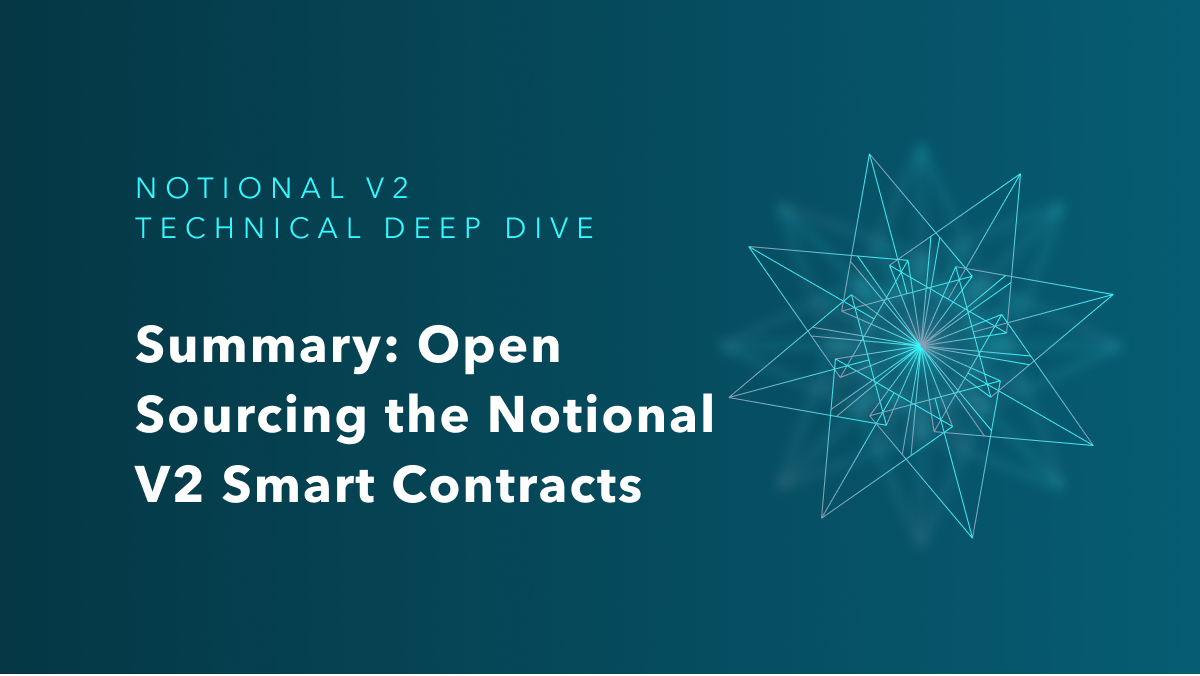 NOTIONAL V2
TECHNICAL DEEP DIVE
Summary: Open
Sourcing the Notional
V2 Smart Contracts